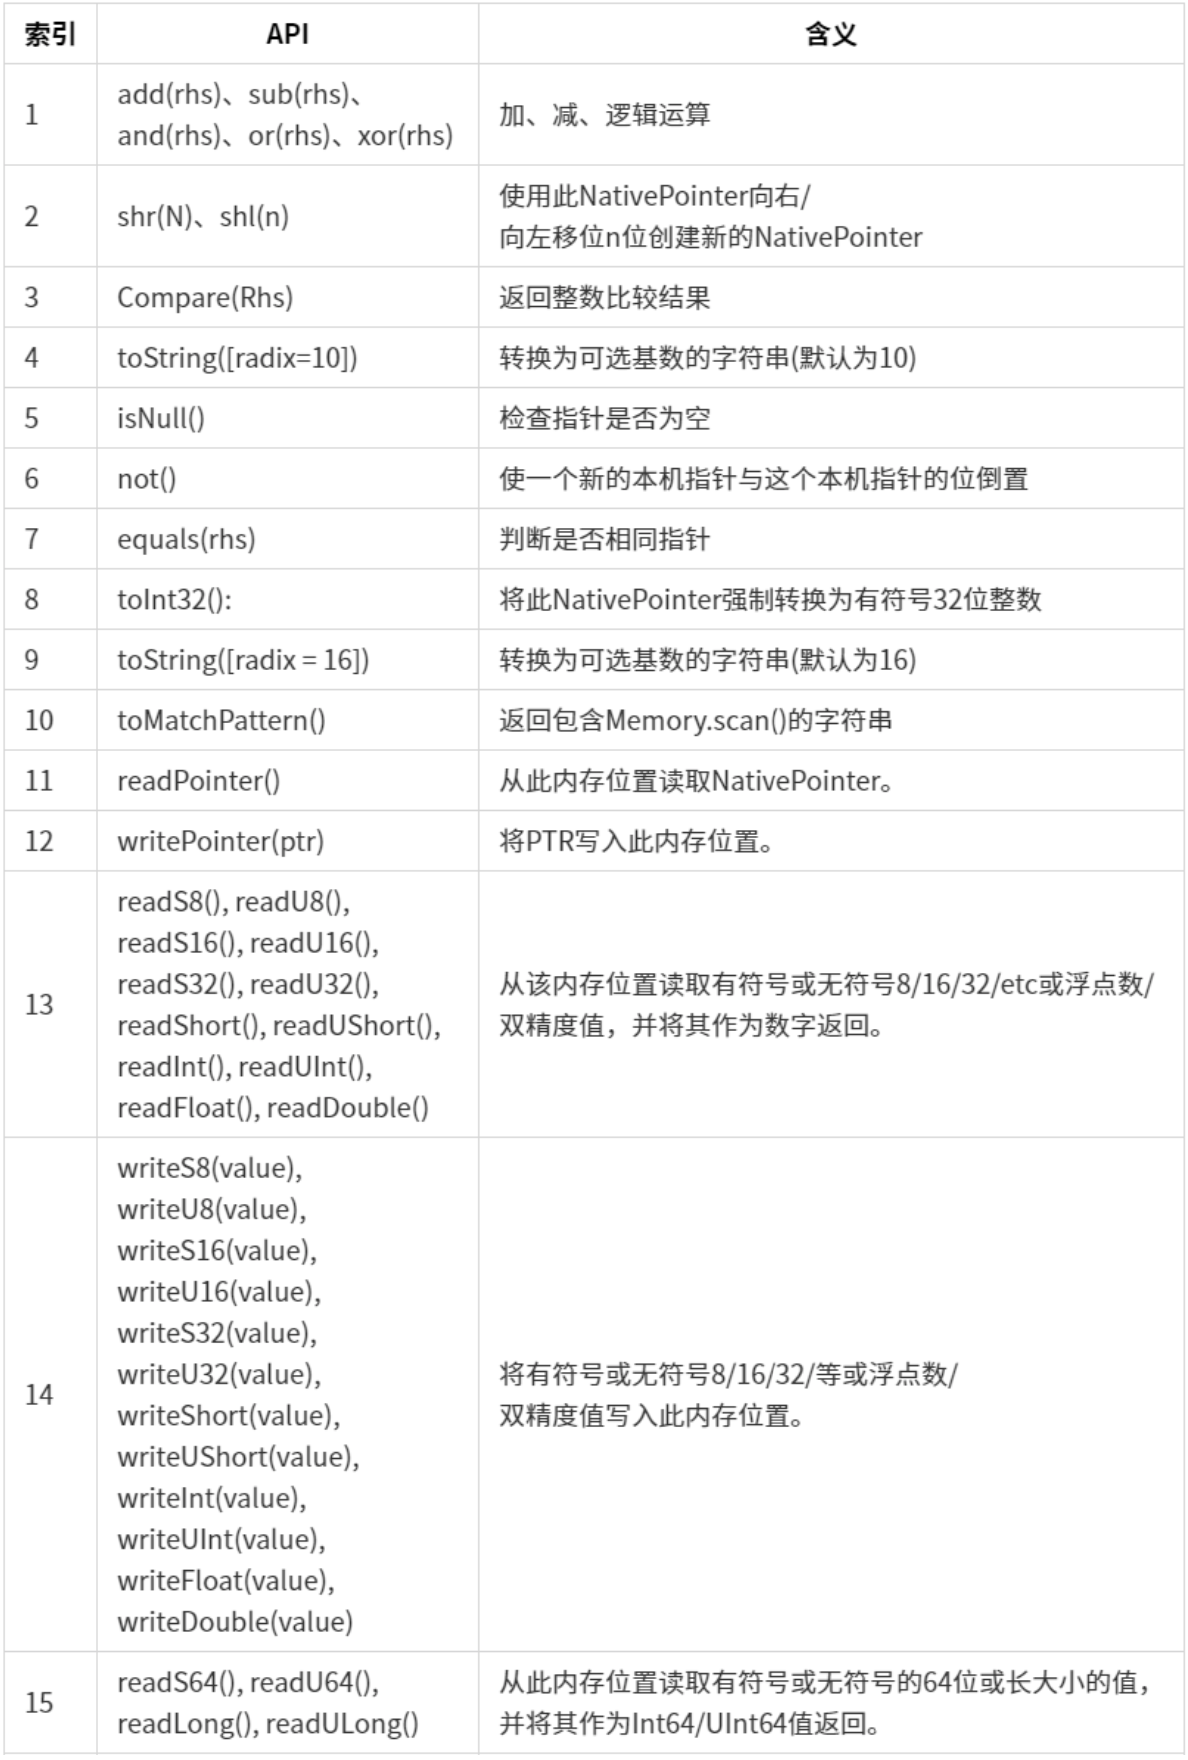 索引 API 含义
1 add(rhs)、sub(rhs)、
and(rhs)、or(rhs)、xor(rhs) 加、减、逻辑运算
2 shr(N)、shl(n) 使用此NativePointer向右/
向左移位n位创建新的NativePointer
3 Compare(Rhs) 返回整数比较结果
4 toString([radix=10]) 转换为可选基数的字符串(默认为10)
5 isNull() 检查指针是否为空
6 not() 使一个新的本机指针与这个本机指针的位倒置
7 equals(rhs) 判断是否相同指针
8 toInt32(): 将此NativePointer强制转换为有符号32位整数
9 toString([radix = 16]) 转换为可选基数的字符串(默认为16)
10 toMatchPattern() 返回包含Memory.scan()的字符串
11 readPointer() 从此内存位置读取NativePointer。
12 writePointer(ptr) 将PTR写入此内存位置。
13 readS8(), readU8(),
readS16(), readU16(),
readS32(), readU32(),
readShort(), readUShort(),
readInt(), readUInt(),
readFloat(), readDouble()
从该内存位置读取有符号或无符号8/16/32/etc或浮点数/
双精度值，并将其作为数字返回。
14 writeS8(value),
writeU8(value),
writeS16(value),
writeU16(value),
writeS32(value),
writeU32(value),
writeShort(value),
writeUShort(value),
writeInt(value),
writeUInt(value),
writeFloat(value),
writeDouble(value)
将有符号或无符号8/16/32/等或浮点数/
双精度值写入此内存位置。
15 readS64(), readU64(),
readLong(), readULong()
从此内存位置读取有符号或无符号的64位或长大小的值，
并将其作为Int64/UInt64值返回。